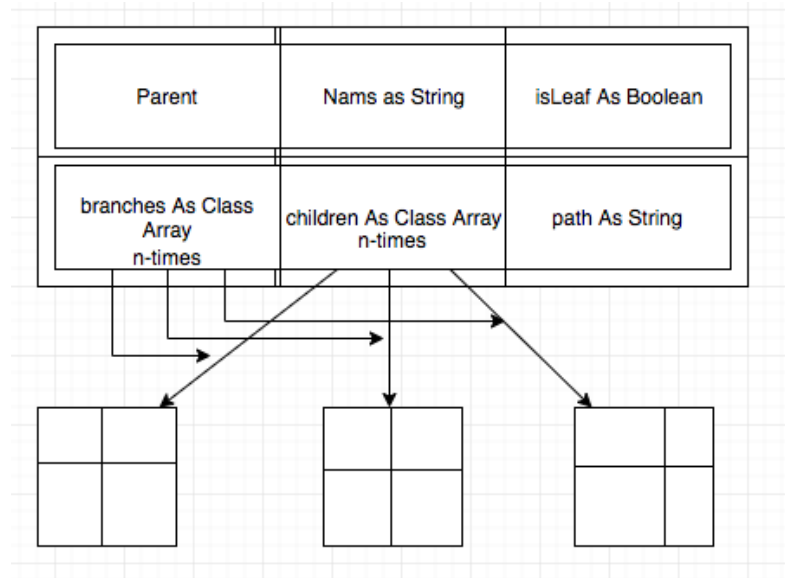 Parent
Nams as String
isLeaf As Boolean
branches As Class
Array
n-times
children As Class Array
n-times
path As String